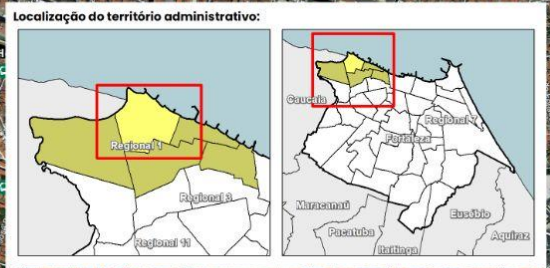 Localização do território administrativo:
Regional 1
Regional 3
Regional 11
Caucaia
Regional 7
Fortaleza
Maracanaú
Pacatuba
Itaitinga
Eusébio
Aquiraz